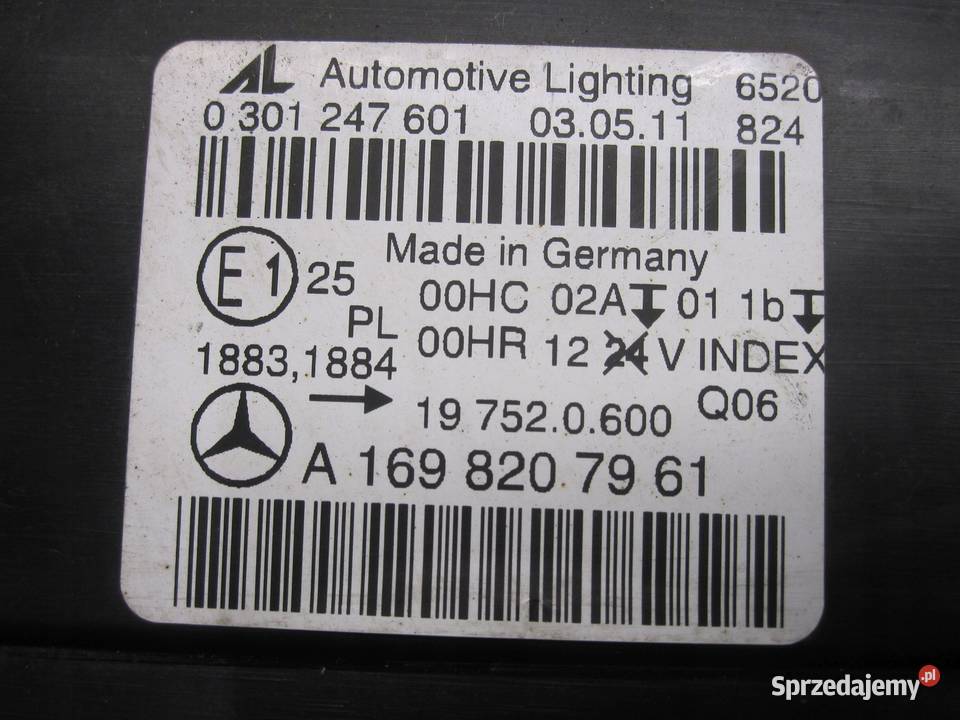 AL Automotive Lighting 6520
0 301 247 601 03.05.11 824
Made in Germany
E1 25 00HC 02A 01 1b
PL 00HR 12 24 V INDEX
1883,1884
19 752.0.600 Q06
A 169 820 79 61
Sprzedajemy.pl